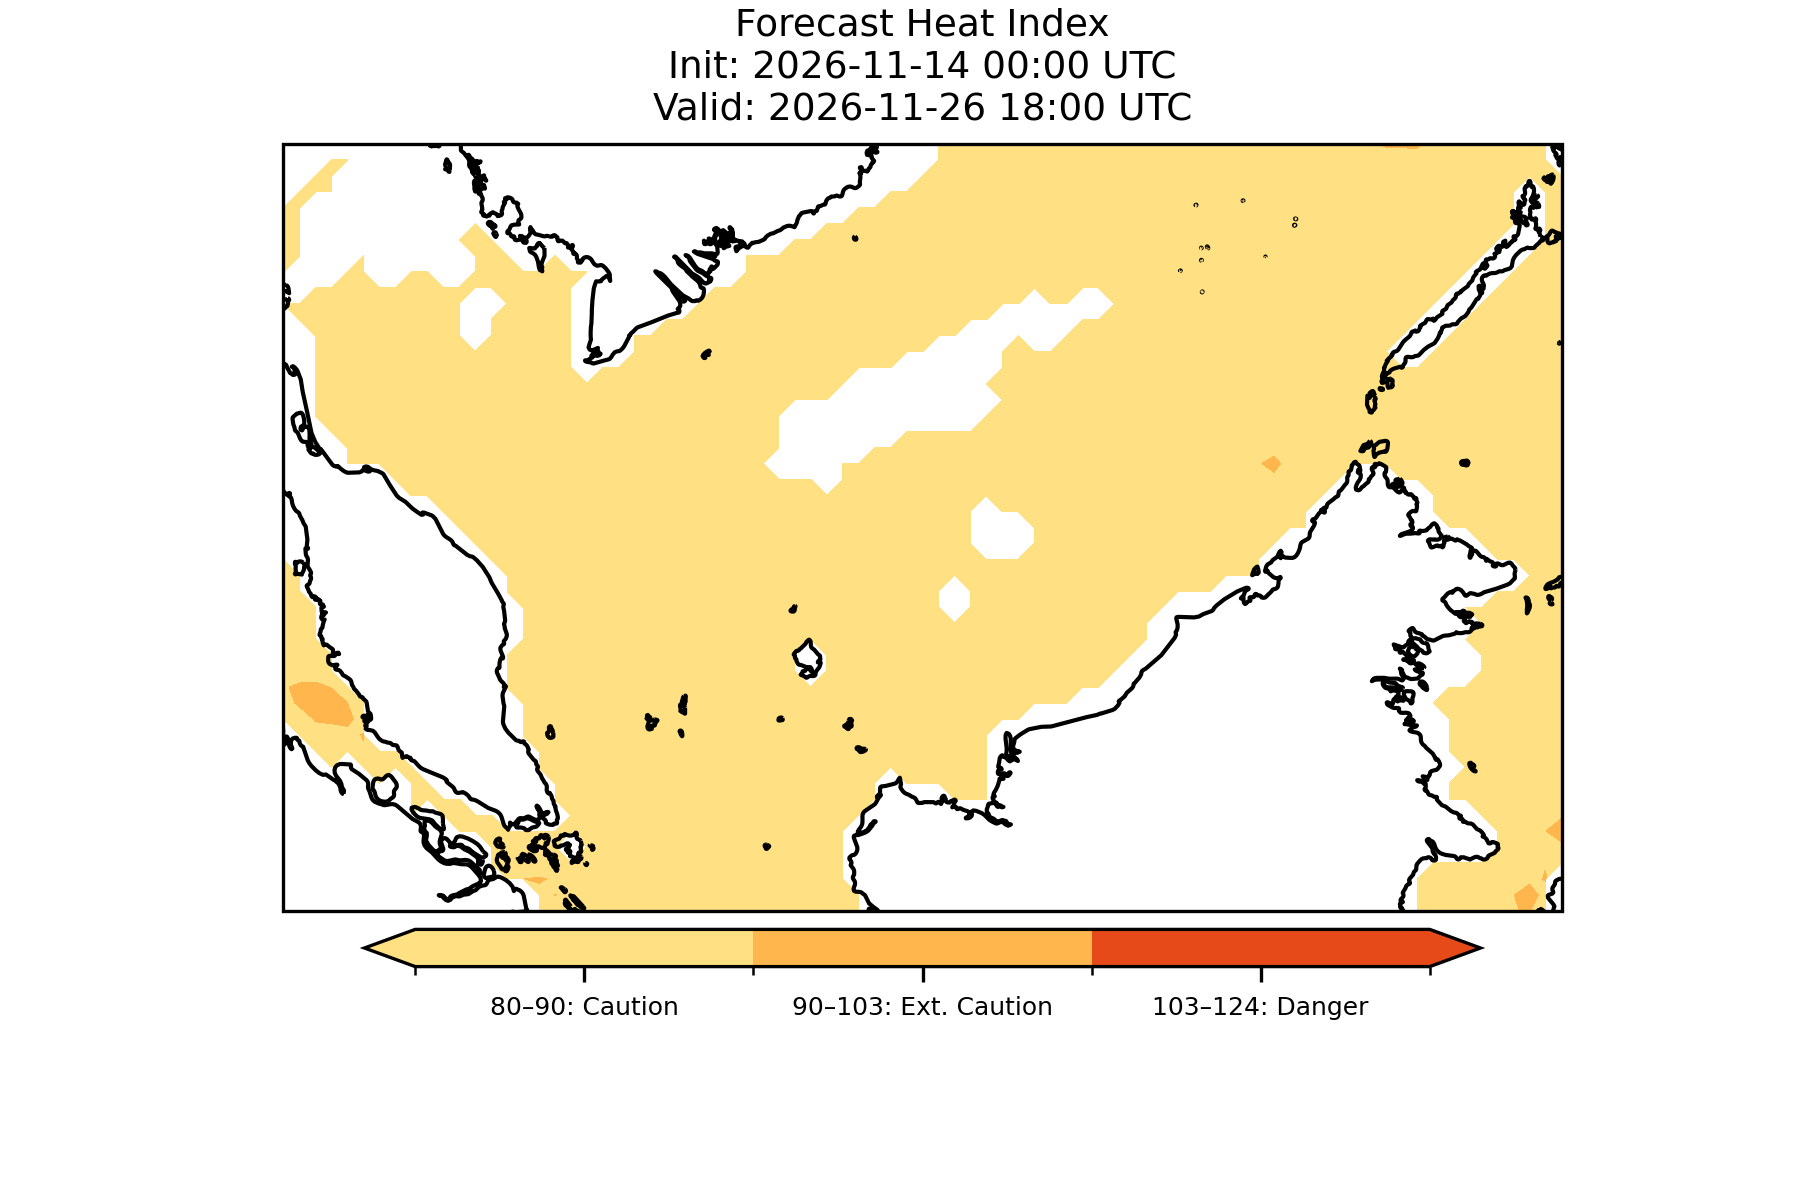 Forecast Heat Index
Init: 2026-11-14 00:00 UTC
Valid: 2026-11-26 18:00 UTC
80–90: Caution
90–103: Ext. Caution
103–124: Danger